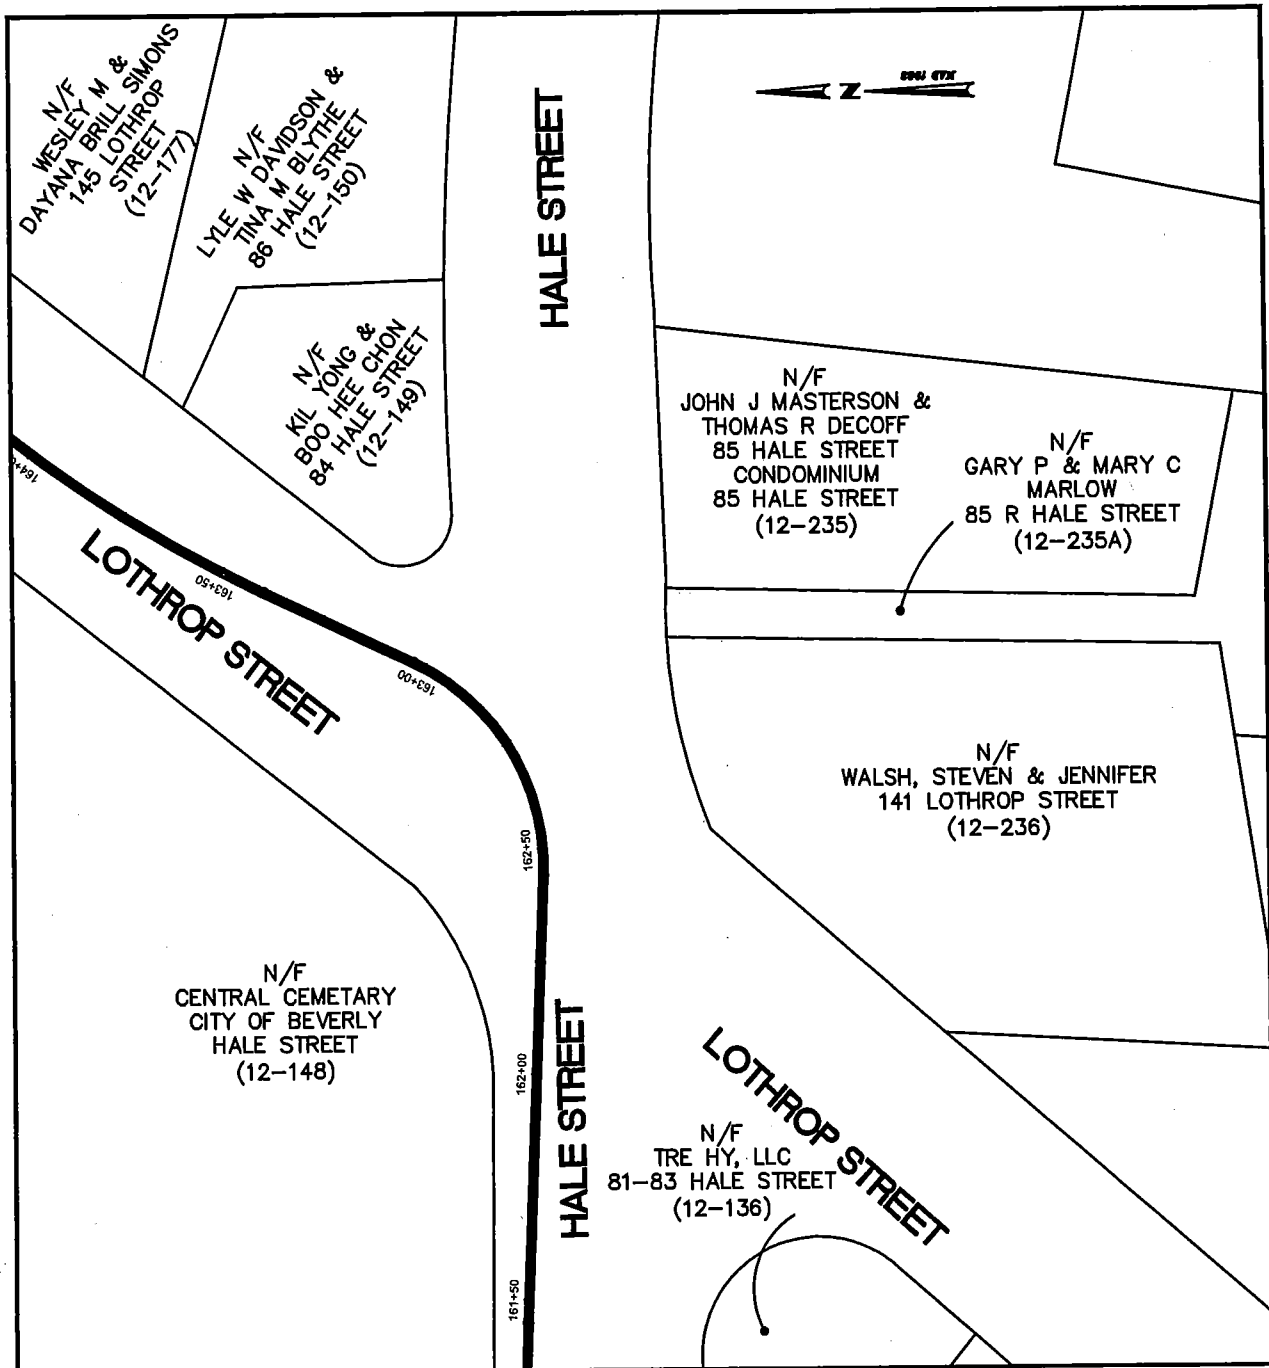 N/F
WESLEY M &
DAYANA BRILL SIMONS
145 LOTHROP
STREET
(12-177)
N/F
LYLE W DAVIDSON &
TINA M BLYTHE
86 HALE STREET
(12-150)
N/F
KIL YONG &
BOO HEE CHON
84 HALE STREET
(12-149)
HALE STREET
N
NAD 1983
N/F
JOHN J MASTERSON &
THOMAS R DECOFF
85 HALE STREET
CONDOMINIUM
85 HALE STREET
(12-235)
N/F
GARY P & MARY C
MARLOW
85 R HALE STREET
(12-235A)
164+0
163+50
LOTHROP STREET
163+00
N/F
WALSH, STEVEN & JENNIFER
141 LOTHROP STREET
(12-236)
162+50
N/F
CENTRAL CEMETARY
CITY OF BEVERLY
HALE STREET
(12-148)
162+00
HALE STREET
LOTHROP STREET
N/F
TRE HY, LLC
81-83 HALE STREET
(12-136)
161+50